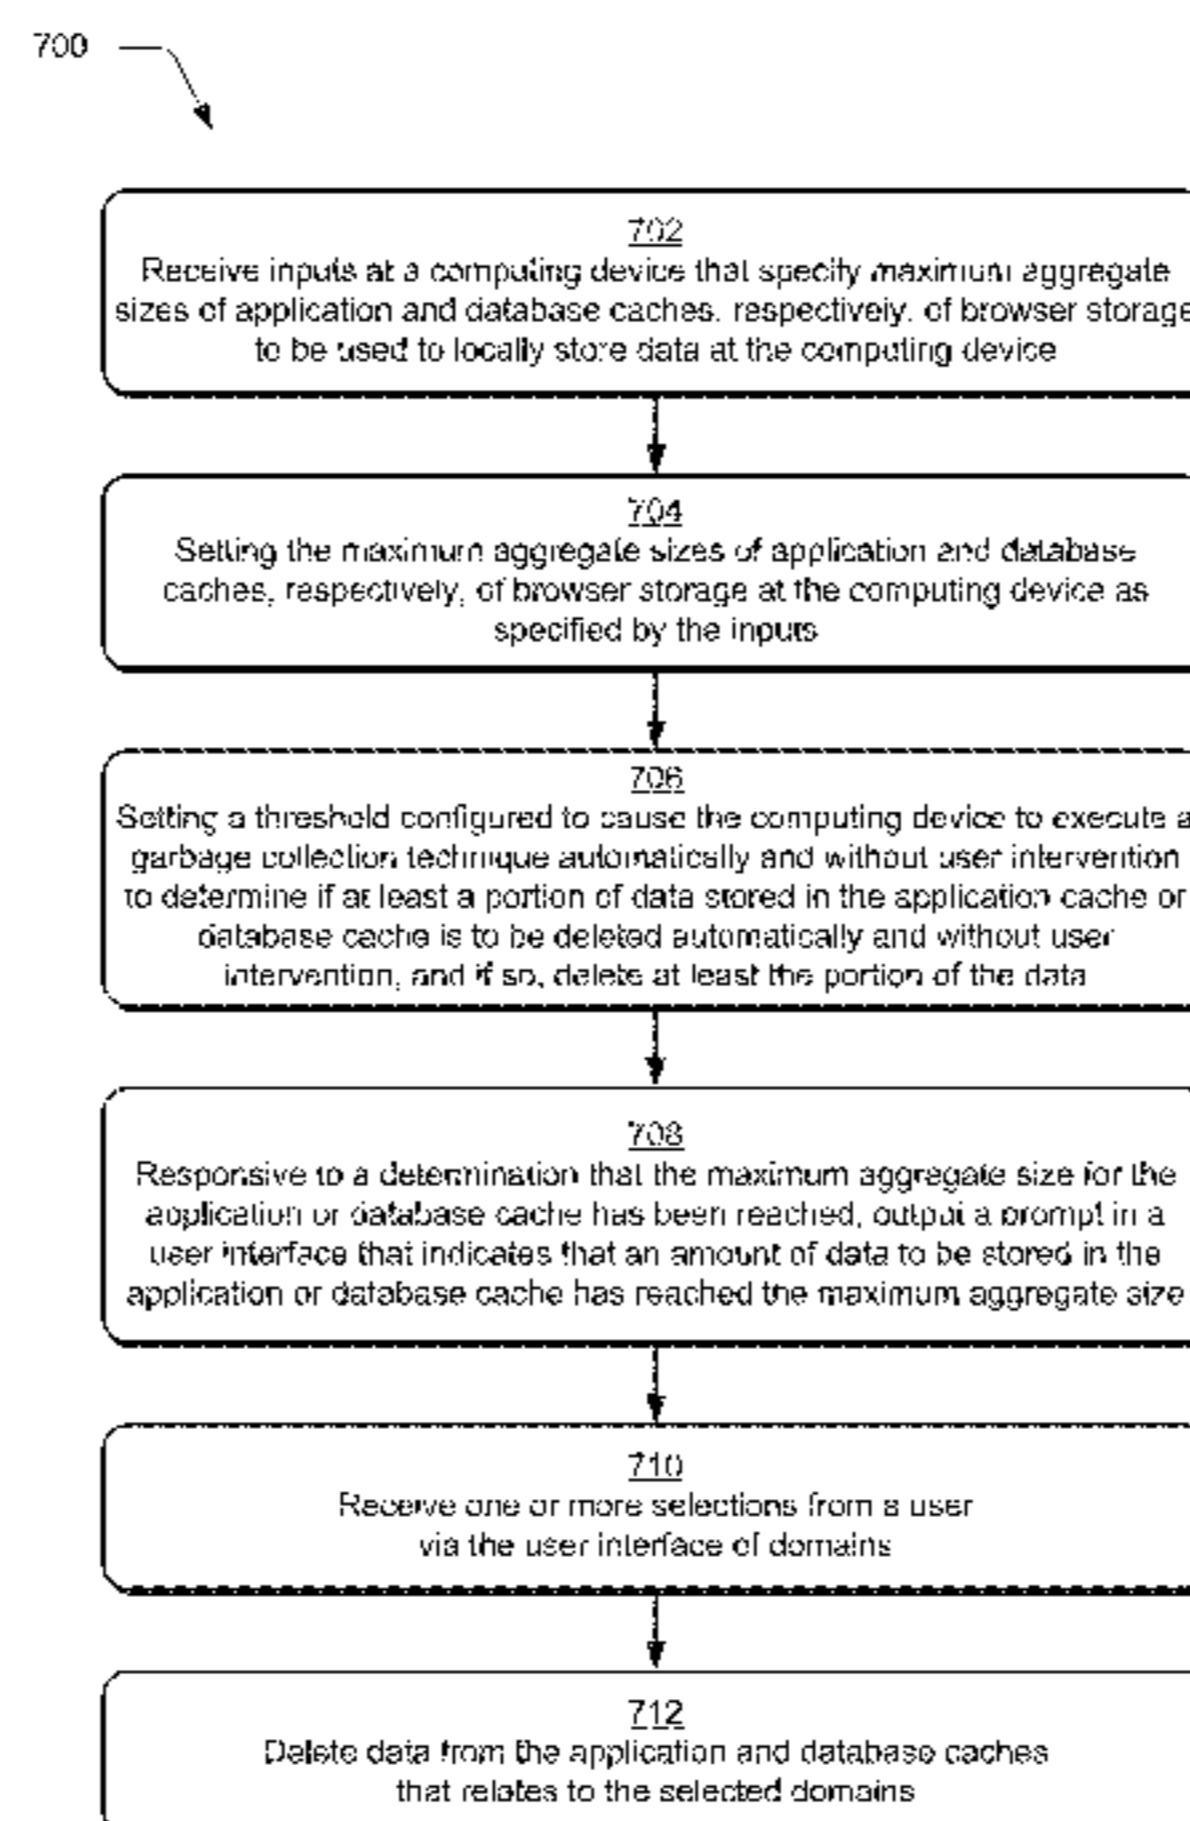 700
702
Receive inputs at a computing device that specify maximum aggregate
sizes of application and database caches, respectively, of browser storage
to be used to locally store data at the computing device
704
Setting the maximum aggregate sizes of application and database
caches, respectively, of browser storage at the computing device as
specified by the inputs
706
Setting a threshold configured to cause the computing device to execute a
garbage collection technique automatically and without user intervention
to determine if at least a portion of data stored in the application cache or
database cache is to be deleted automatically and without user
intervention, and if so, delete at least the portion of the data
708
Responsive to a determination that the maximum aggregate size for the
application or database cache has been reached, output a prompt in a
user interface that indicates that an amount of data to be stored in the
application or database cache has reached the maximum aggregate size
710
Receive one or more selections from a user
via the user interface of domains
712
Delete data from the application and database caches
that relates to the selected domains